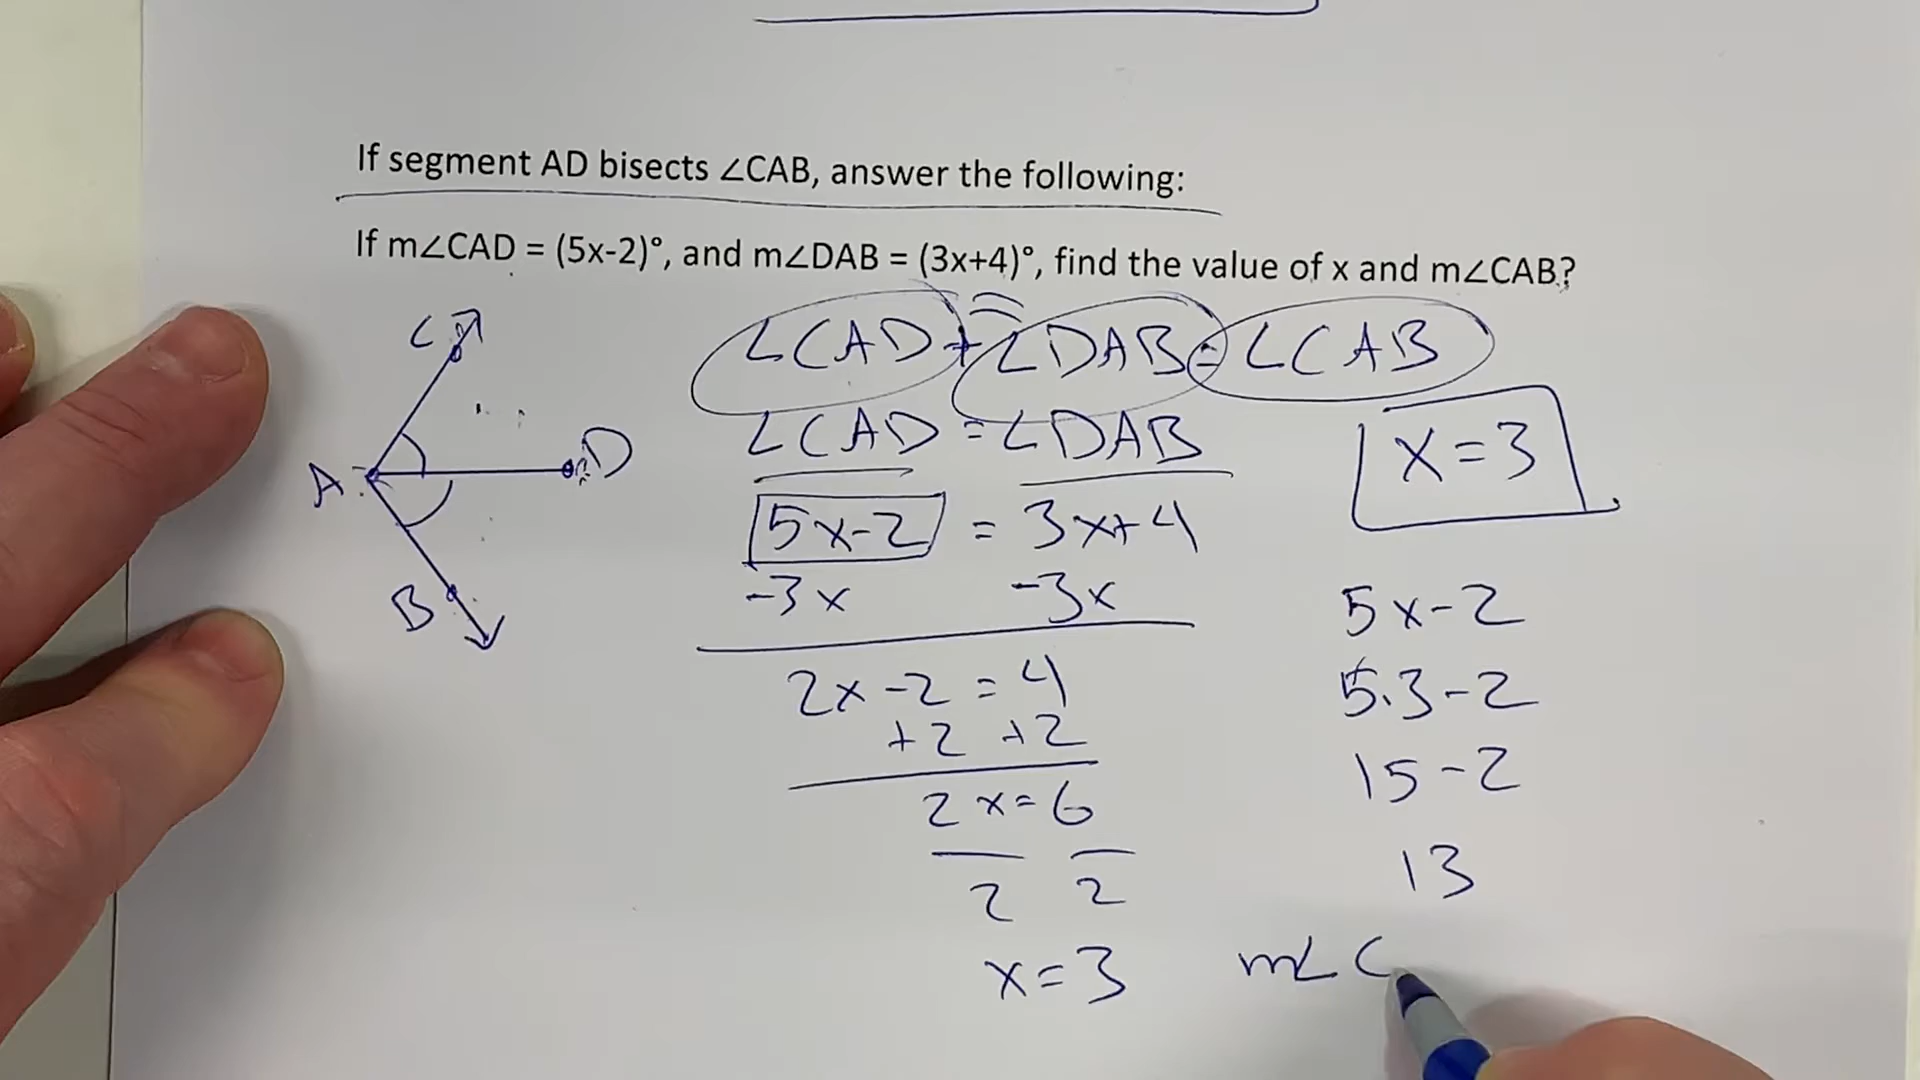 If segment AD bisects ∠CAB, answer the following:
If m∠CAD = (5x-2)°, and m∠DAB = (3x+4)°, find the value of x and m∠CAB?
C
A
D
B
∠CAD + ∠DAB = ∠CAB
∠CAD = ∠DAB
5x-2 = 3x+4
-3x -3x
2x-2 = 4
+2 +2
2x=6
2 2
x=3
x=3
5x-2
5·3-2
15-2
13
m∠C